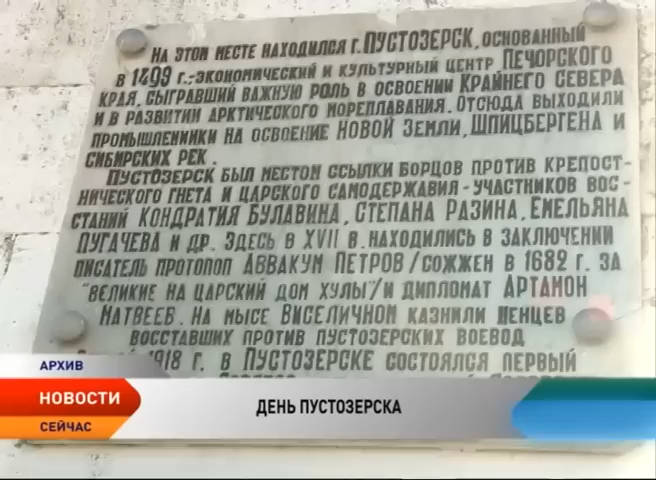 На этом месте находился г. Пустозерск, основанный
в 1499 г.-экономический и культурный центр Печорского
края, сыгравший важную роль в освоении Крайнего Севера
и в развитии арктического мореплавания. Отсюда выходили
промышленники на освоение Новой Земли, Шпицбергена и
сибирских рек.
Пустозерск был местом ссылки борцов против крепост-
нического гнета и царского самодержавия - участников вос-
станий Кондратия Булавина, Степана Разина, Емельяна
Пугачева и др. Здесь в XVII в. находились в заключении
писатель протопоп Аввакум Петров /сожжен в 1682 г. за
"великие на царский дом хулы"/ и дипломат Артамон
Матвеев. На мысе Виселичном казнили ненцев
восставших против пустозерских воевод
1918 г. в Пустозерске состоялся первый
АРХИВ
НОВОСТИ
СЕЙЧАС
ДЕНЬ ПУСТОЗЕРСКА